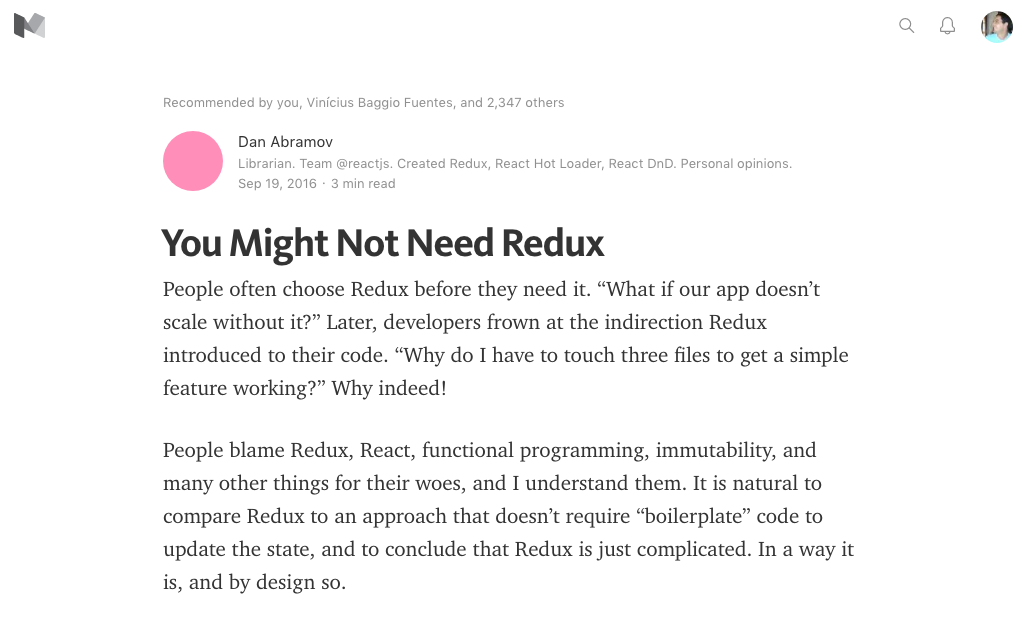 Recommended by you, Vinícius Baggio Fuentes, and 2,347 others
Dan Abramov
Librarian. Team @reactjs. Created Redux, React Hot Loader, React DnD. Personal opinions.
Sep 19, 2016 · 3 min read
You Might Not Need Redux
People often choose Redux before they need it. “What if our app doesn’t
scale without it?” Later, developers frown at the indirection Redux
introduced to their code. “Why do I have to touch three files to get a simple
feature working?” Why indeed!
People blame Redux, React, functional programming, immutability, and
many other things for their woes, and I understand them. It is natural to
compare Redux to an approach that doesn’t require “boilerplate” code to
update the state, and to conclude that Redux is just complicated. In a way it
is, and by design so.